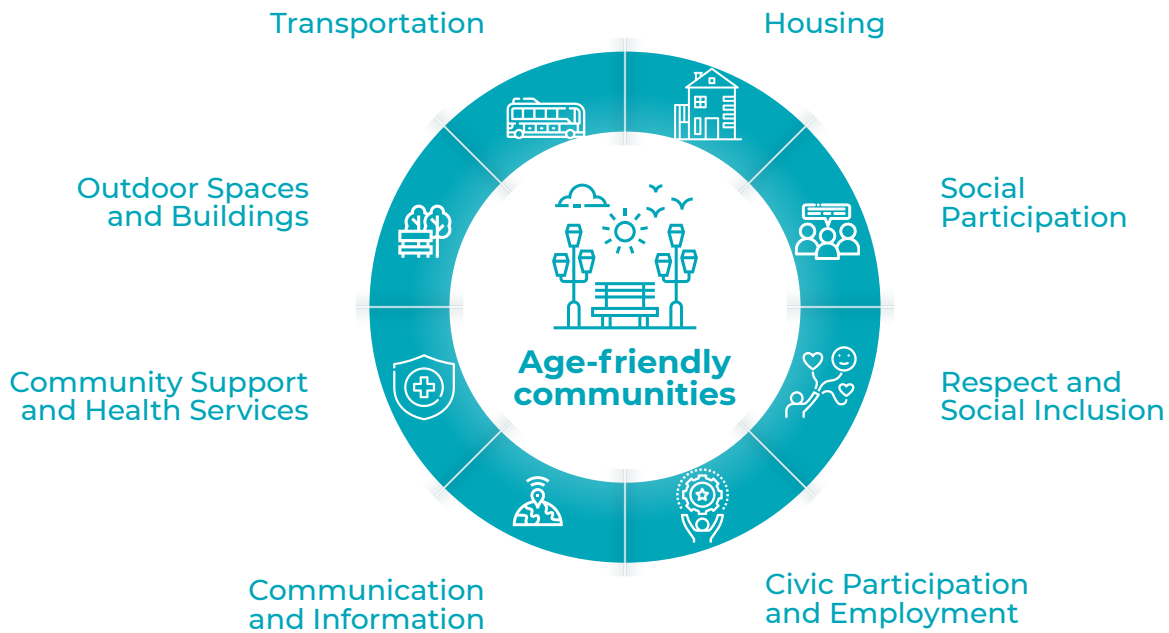 Transportation
Housing
Outdoor Spaces
and Buildings
Social
Participation
Age-friendly
communities
Community Support
and Health Services
Respect and
Social Inclusion
Communication
and Information
Civic Participation
and Employment